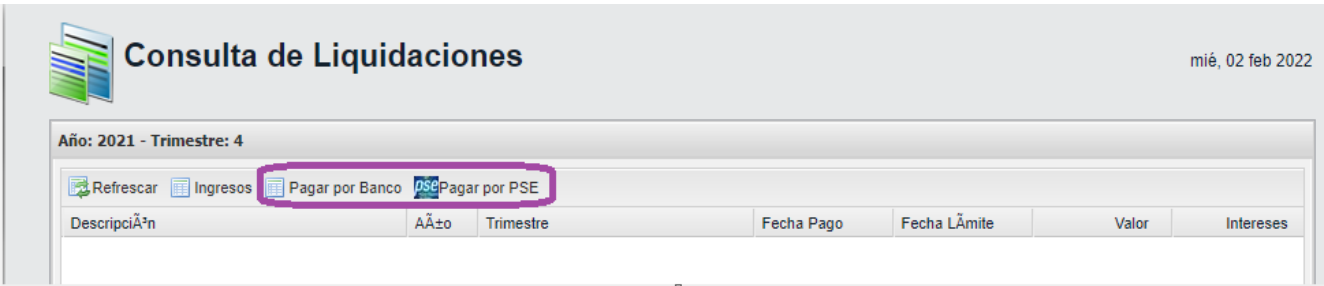 Consulta de Liquidaciones
mié, 02 feb 2022
Año: 2021 - Trimestre: 4
Refrescar Ingresos Pagar por Banco pse Pagar por PSE
DescripciÃ³n AÃ±o Trimestre Fecha Pago Fecha LÃmite Valor Intereses